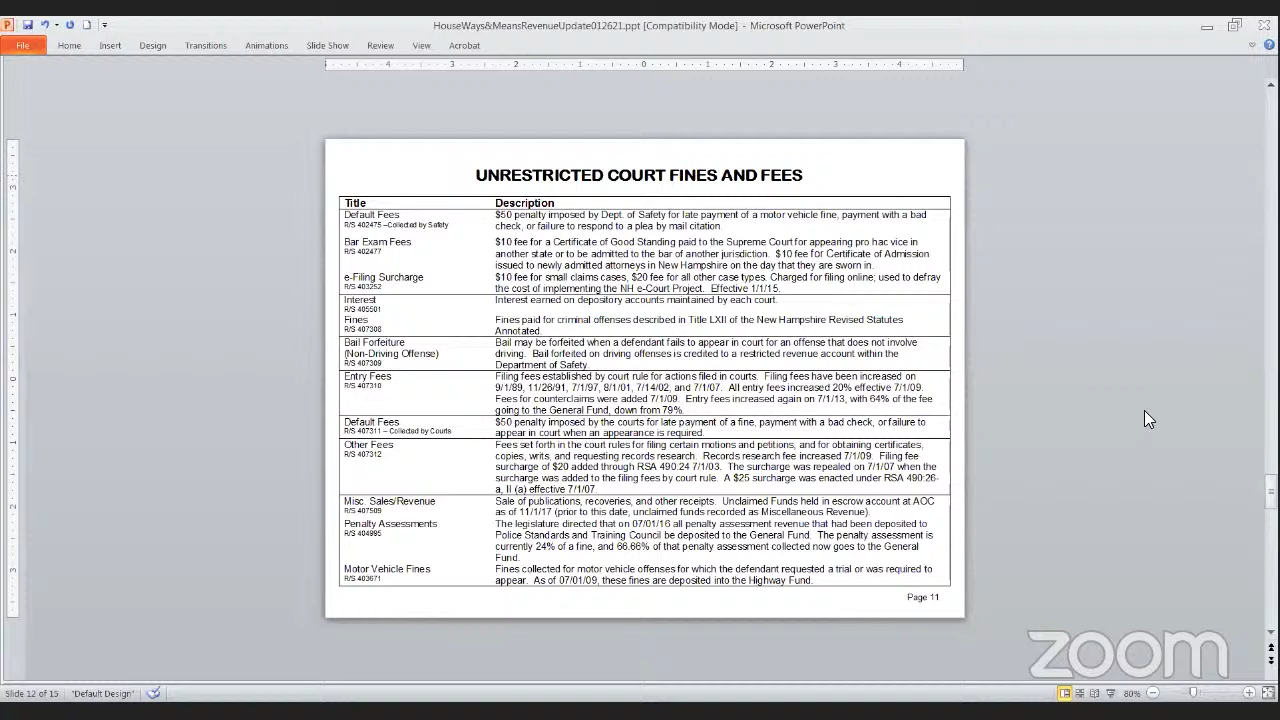 HouseWays&MeansRevenueUpdate012621.ppt [Compatibility Mode] - Microsoft PowerPoint
File Home Insert Design Transitions Animations Slide Show Review View Acrobat
4 3 2 1 0 1 2 3 4
UNRESTRICTED COURT FINES AND FEES
Title Description
Default Fees $50 penalty imposed by Dept. of Safety for late payment of a motor vehicle fine, payment with a bad
R/S 402475 –Collected by Safety check, or failure to respond to a plea by mail citation.
Bar Exam Fees $10 fee for a Certificate of Good Standing paid to the Supreme Court for appearing pro hac vice in
R/S 402477 another state or to be admitted to the bar of another jurisdiction. $10 fee for Certificate of Admission
issued to newly admitted attorneys in New Hampshire on the day that they are sworn in.
e-Filing Surcharge $10 fee for small claims cases, $20 fee for all other case types. Charged for filing online; used to defray
R/S 403252 the cost of implementing the NH e-Court Project. Effective 1/1/15.
Interest Interest earned on depository accounts maintained by each court.
R/S 405501
Fines Fines paid for criminal offenses described in Title LXII of the New Hampshire Revised Statutes
R/S 407308 Annotated.
Bail Forfeiture Bail may be forfeited when a defendant fails to appear in court for an offense that does not involve
(Non-Driving Offense) driving. Bail forfeited on driving offenses is credited to a restricted revenue account within the
R/S 407309 Department of Safety.
Entry Fees Filing fees established by court rule for actions filed in courts. Filing fees have been increased on
R/S 407310 9/1/89, 11/26/91, 7/1/97, 8/1/01, 7/14/02, and 7/1/07. All entry fees increased 20% effective 7/1/09.
Fees for counterclaims were added 7/1/09. Entry fees increased again on 7/1/13, with 64% of the fee
going to the General Fund, down from 79%.
Default Fees $50 penalty imposed by the courts for late payment of a fine, payment with a bad check, or failure to
R/S 407311 – Collected by Courts appear in court when an appearance is required.
Other Fees Fees set forth in the court rules for filing certain motions and petitions, and for obtaining certificates,
R/S 407312 copies, writs, and requesting records research. Records research fee increased 7/1/09. Filing fee
surcharge of $20 added through RSA 490:24 7/1/03. The surcharge was repealed on 7/1/07 when the
surcharge was added to the filing fees by court rule. A $25 surcharge was enacted under RSA 490:26-
a, II (a) effective 7/1/07.
Misc. Sales/Revenue Sale of publications, recoveries, and other receipts. Unclaimed Funds held in escrow account at AOC
R/S 407509 as of 11/1/17 (prior to this date, unclaimed funds recorded as Miscellaneous Revenue).
Penalty Assessments The legislature directed that on 07/01/16 all penalty assessment revenue that had been deposited to
R/S 404995 Police Standards and Training Council be deposited to the General Fund. The penalty assessment is
currently 24% of a fine, and 66.66% of that penalty assessment collected now goes to the General
Fund.
Motor Vehicle Fines Fines collected for motor vehicle offenses for which the defendant requested a trial or was required to
R/S 403671 appear. As of 07/01/09, these fines are deposited into the Highway Fund.
Page 11
zoom
Slide 12 of 15 "Default Design" 80%